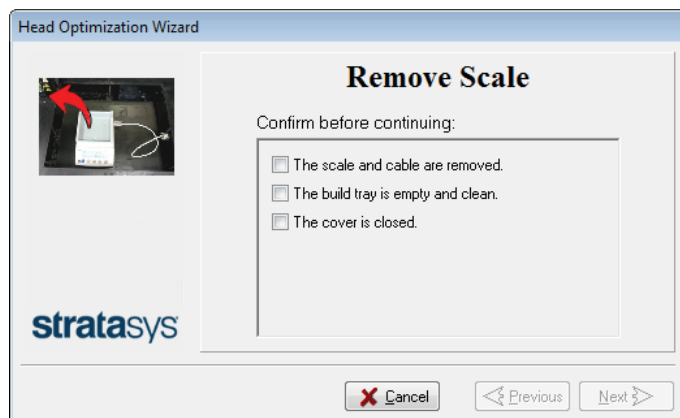 Head Optimization Wizard
Remove Scale
Confirm before continuing:
The scale and cable are removed.
The build tray is empty and clean.
The cover is closed.
stratasys
Cancel
Previous
Next